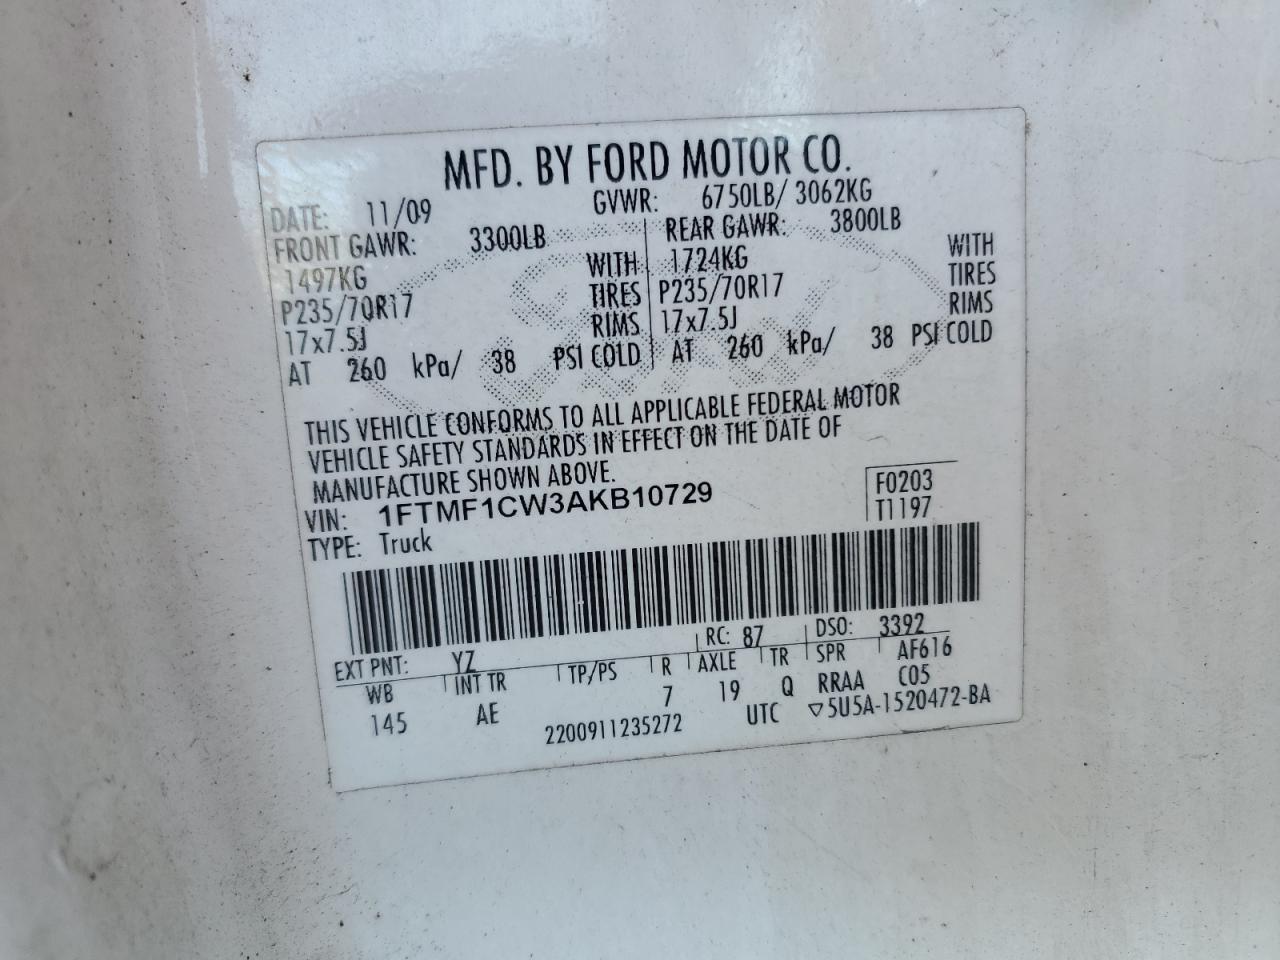 MFD. BY FORD MOTOR CO.
DATE: 11/09 GVWR: 6750LB/ 3062KG
FRONT GAWR: 3300LB REAR GAWR: 3800LB
1497KG WITH 1724KG WITH
P235/70R17 TIRES P235/70R17 TIRES
17x7.5J RIMS 17x7.5J RIMS
AT 260 kPa/ 38 PSI COLD AT 260 kPa/ 38 PSI COLD
THIS VEHICLE CONFORMS TO ALL APPLICABLE FEDERAL MOTOR
VEHICLE SAFETY STANDARDS IN EFFECT ON THE DATE OF
MANUFACTURE SHOWN ABOVE.
VIN: 1FTMF1CW3AKB10729 F0203
TYPE: Truck T1197
EXT PNT: YZ RC: 87 DSO: 3392
WB INT TR TP/PS R AXLE TR SPR AF616
145 AE 7 19 Q RRAA C05
2200911235272 UTC ▽5U5A-1520472-BA